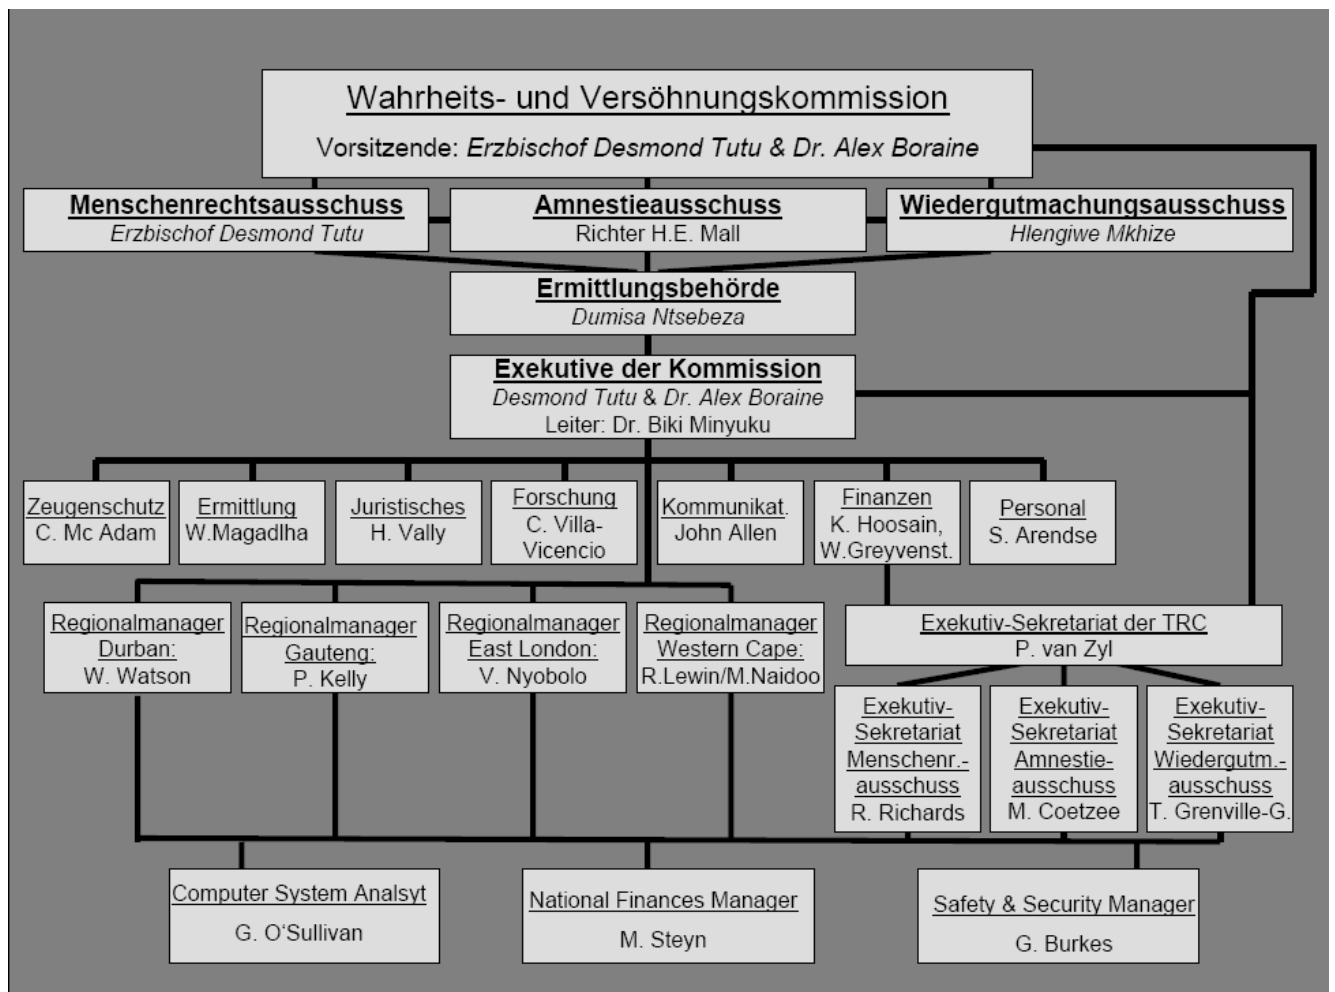 Wahrheits- und Versöhnungskommission
Vorsitzende: Erzbischof Desmond Tutu & Dr. Alex Boraine
Menschenrechtsausschuss
Erzbischof Desmond Tutu
Amnestieausschuss
Richter H.E. Mall
Wiedergutmachungsausschuss
Hlengiwe Mkhize
Ermittlungsbehörde
Dumisa Ntsebeza
Exekutive der Kommission
Desmond Tutu & Dr. Alex Boraine
Leiter: Dr. Biki Minyuku
Zeugenschutz
C. Mc Adam
Ermittlung
W.Magadlha
Juristisches
H. Vally
Forschung
C. Villa-
Vicencio
Kommunikat.
John Allen
Finanzen
K. Hoosain,
W.Greyvenst.
Personal
S. Arendse
Regionalmanager
Durban:
W. Watson
Regionalmanager
Gauteng:
P. Kelly
Regionalmanager
East London:
V. Nyobolo
Regionalmanager
Western Cape:
R.Lewin/M.Naidoo
Exekutiv-Sekretariat der TRC
P. van Zyl
Exekutiv-
Sekretariat
Menschenr.-
ausschuss
R. Richards
Exekutiv-
Sekretariat
Amnestie-
ausschuss
M. Coetzee
Exekutiv-
Sekretariat
Wiedergutm.-
ausschuss
T. Grenville-G.
Computer System Analsyt
G. O‘Sullivan
National Finances Manager
M. Steyn
Safety & Security Manager
G. Burkes